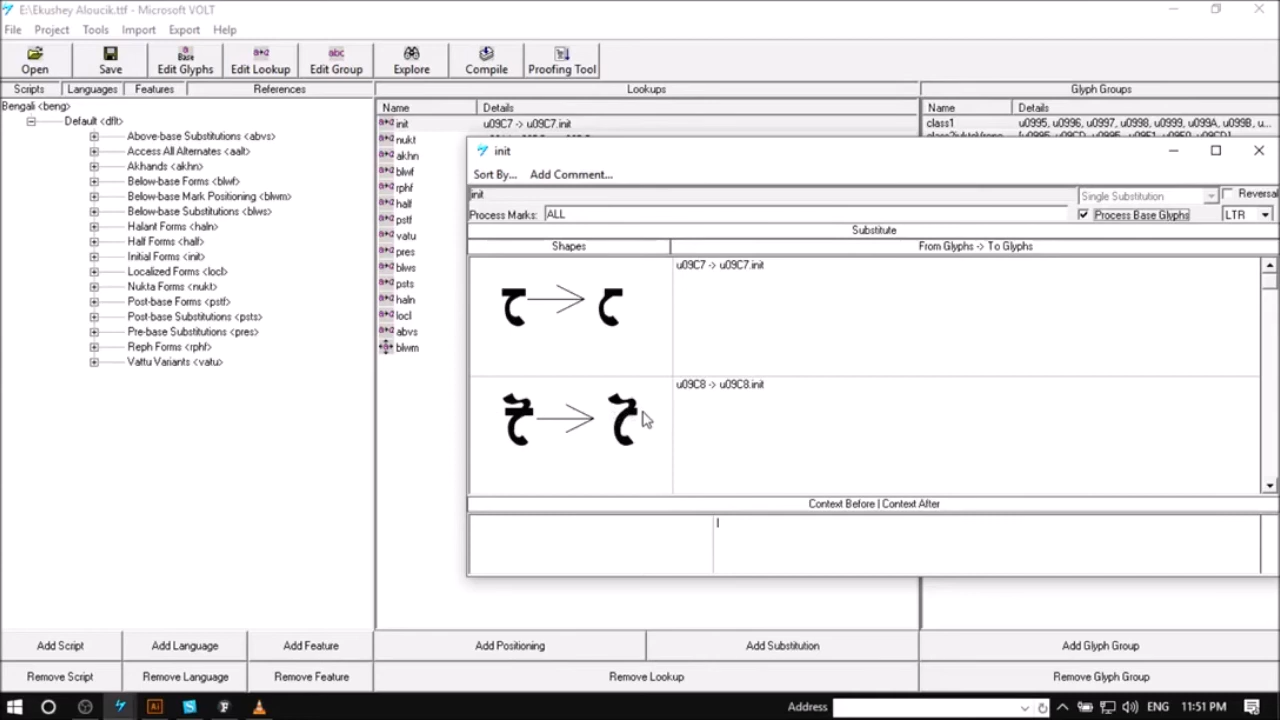 E:\Ekushey Aloucik.ttf - Microsoft VOLT
File Project Tools Import Export Help
Open Save Edit Glyphs Edit Lookup Edit Group Explore Compile Proofing Tool
Scripts Languages Features References Lookups Glyph Groups
Bengali (beng)
Default (dflt)
Above-base Substitutions <abvs>
Access All Alternates <aalt>
Akhands <akhn>
Below-base Forms <blwf>
Below-base Mark Positioning <blwm>
Below-base Substitutions <blws>
Halant Forms <haln>
Half Forms <half>
Initial Forms <init>
Localized Forms <locl>
Nukta Forms <nukt>
Post-base Forms <pstf>
Post-base Substitutions <psts>
Pre-base Substitutions <pres>
Reph Forms <rphf>
Vattu Variants <vatu>
Name Details
init u09C7 -> u09C7.init
nukt
akhn
blwf
rphf
half
pstf
vatu
pres
blws
psts
haln
locl
abvs
blwm
Name Details
class1 u0995, u0996, u0997, u0998, u0999, u099A, u099B, u...
init
Sort By... Add Comment...
init Single Substitution Reversal
Process Marks: ALL Process Base Glyphs LTR
Substitute
Shapes From Glyphs -> To Glyphs
u09C7 -> u09C7.init
u09C8 -> u09C8.init
Context Before | Context After
Add Script Add Language Add Feature Add Positioning Add Substitution Add Glyph Group
Remove Script Remove Language Remove Feature Remove Lookup Remove Glyph Group
Address ENG 11:51 PM